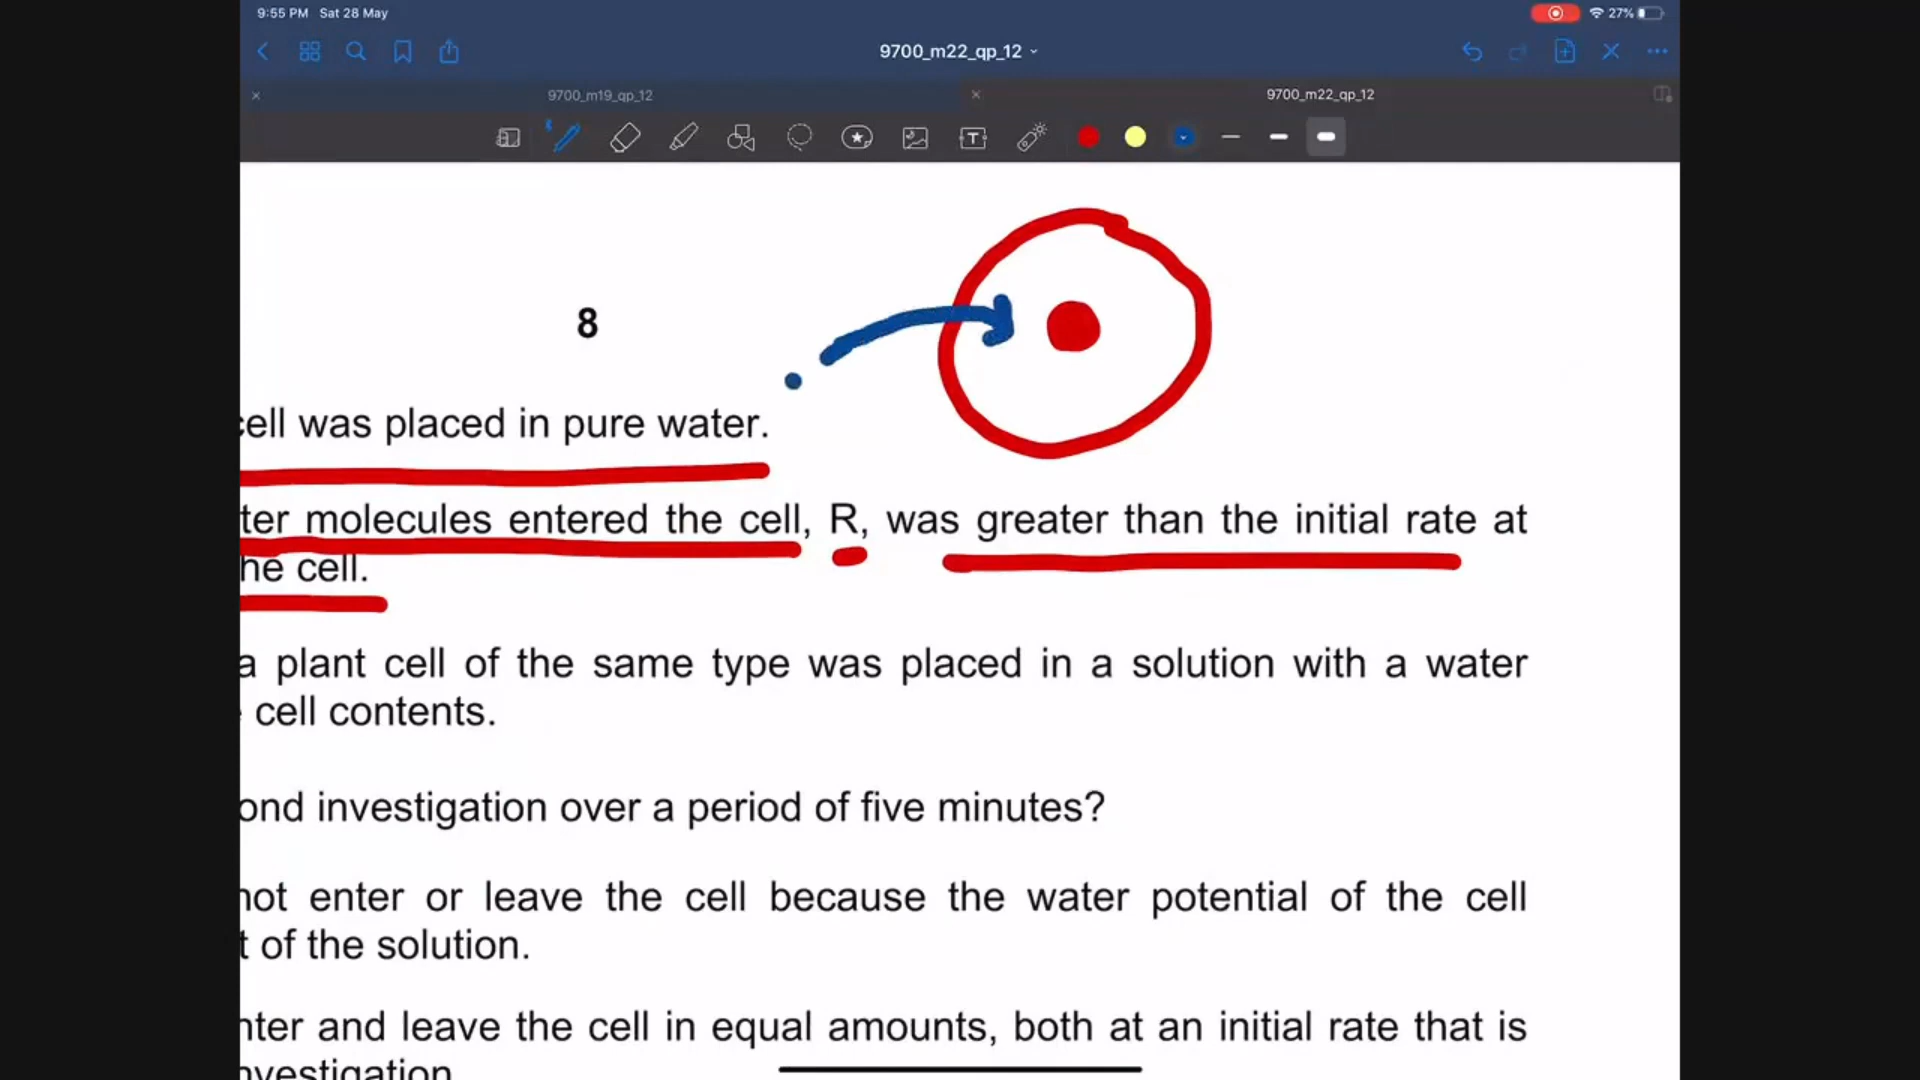 9:55 PM Sat 28 May
27%
9700_m22_qp_12
9700_m19_qp_12
9700_m22_qp_12
8
cell was placed in pure water.
ter molecules entered the cell, R, was greater than the initial rate at
he cell.
a plant cell of the same type was placed in a solution with a water
cell contents.
ond investigation over a period of five minutes?
not enter or leave the cell because the water potential of the cell
t of the solution.
nter and leave the cell in equal amounts, both at an initial rate that is
nvestigation